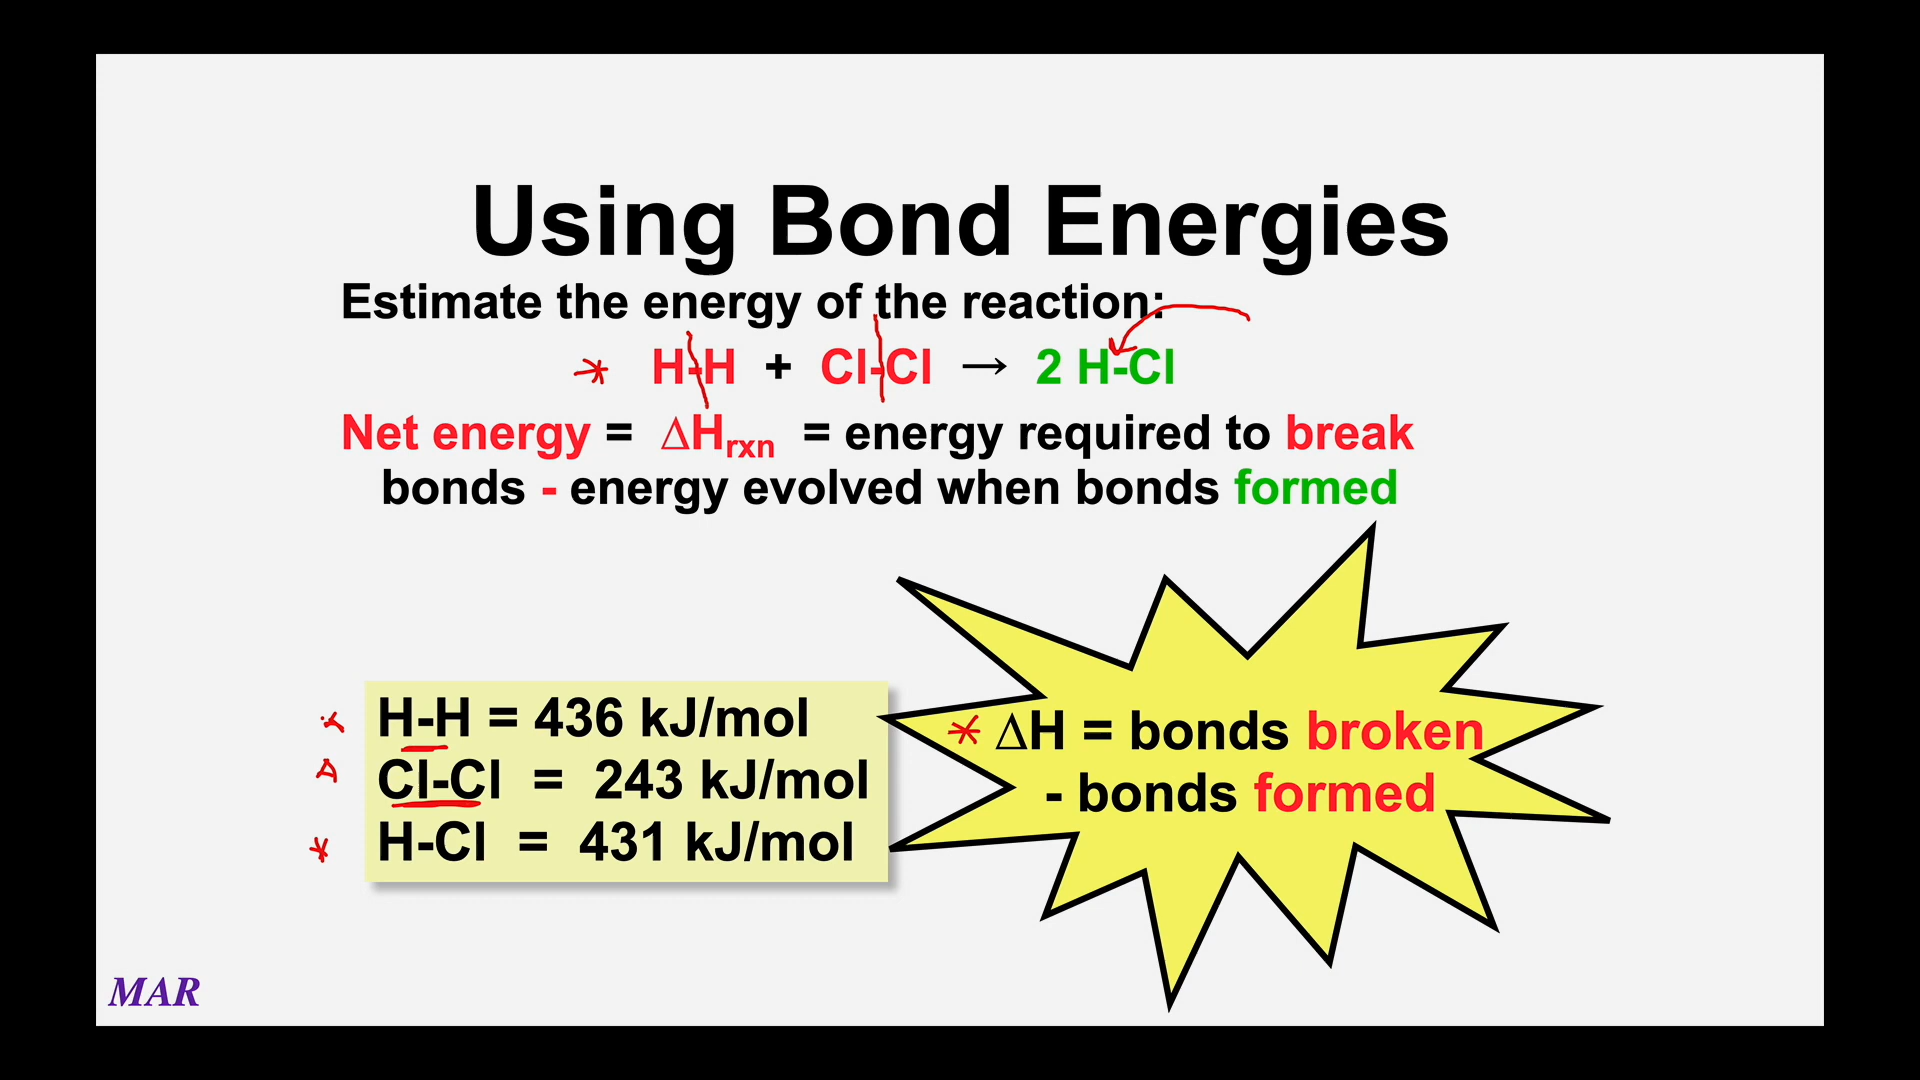 Using Bond Energies
Estimate the energy of the reaction:
* H-H + Cl-Cl → 2 H-Cl
Net energy = ΔHrxn = energy required to break
bonds - energy evolved when bonds formed
H-H = 436 kJ/mol
Cl-Cl = 243 kJ/mol
* H-Cl = 431 kJ/mol
* ΔH = bonds broken
- bonds formed
MAR